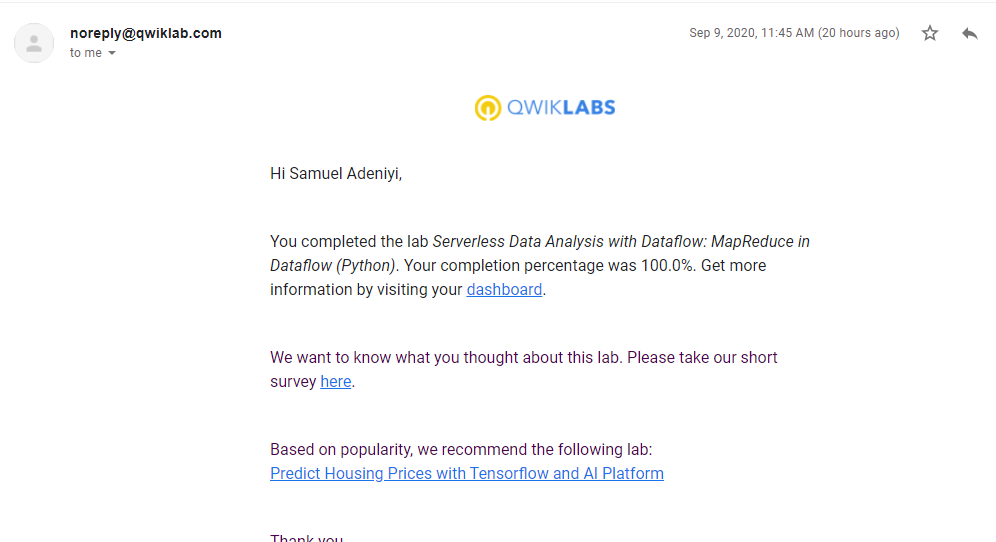 noreply@qwiklab.com
Sep 9, 2020, 11:45 AM (20 hours ago)
to me
QWIKLABS
Hi Samuel Adeniyi,
You completed the lab Serverless Data Analysis with Dataflow: MapReduce in
Dataflow (Python). Your completion percentage was 100.0%. Get more
information by visiting your dashboard.
We want to know what you thought about this lab. Please take our short
survey here.
Based on popularity, we recommend the following lab:
Predict Housing Prices with Tensorflow and AI Platform
Thank you